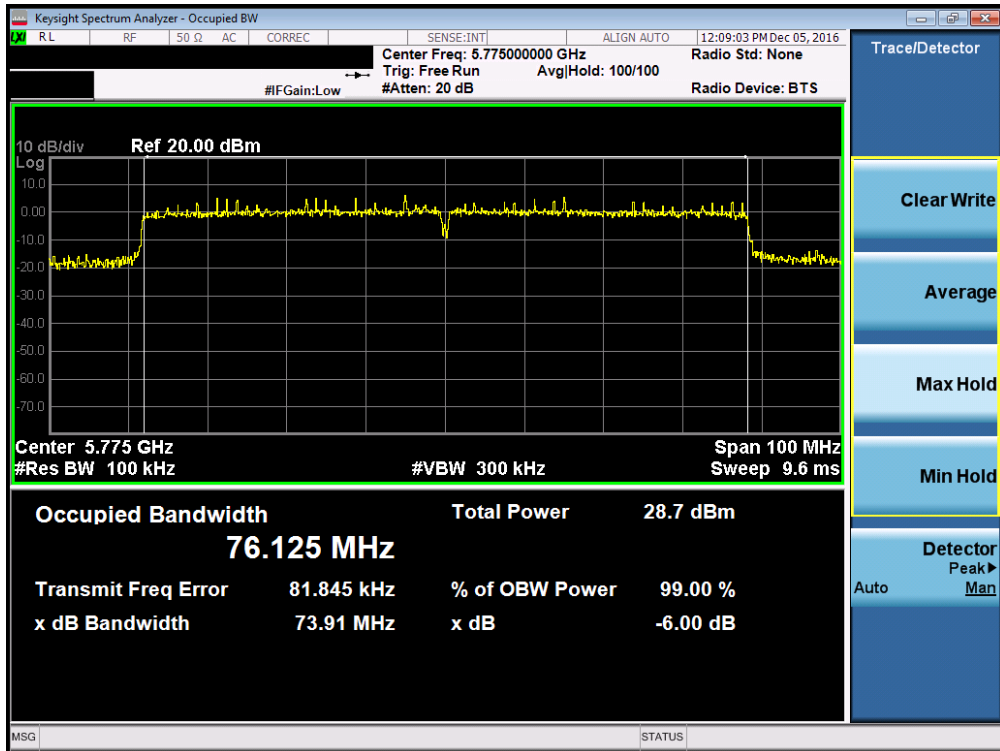 Keysight Spectrum Analyzer - Occupied BW
LXI RL RF 50 Ω AC CORREC SENSE:INT ALIGN AUTO 12:09:03 PM Dec 05, 2016
Center Freq: 5.775000000 GHz Radio Std: None
Trig: Free Run Avg|Hold: 100/100
#IFGain:Low #Atten: 20 dB Radio Device: BTS
Trace/Detector
10 dB/div Ref 20.00 dBm
Log
10.0
0.00
-10.0
-20.0
-30.0
-40.0
-50.0
-60.0
-70.0
Center 5.775 GHz Span 100 MHz
#Res BW 100 kHz #VBW 300 kHz Sweep 9.6 ms
Occupied Bandwidth Total Power 28.7 dBm
76.125 MHz
Transmit Freq Error 81.845 kHz % of OBW Power 99.00 %
x dB Bandwidth 73.91 MHz x dB -6.00 dB
Clear Write
Average
Max Hold
Min Hold
Detector
Peak▶
Auto Man
MSG STATUS